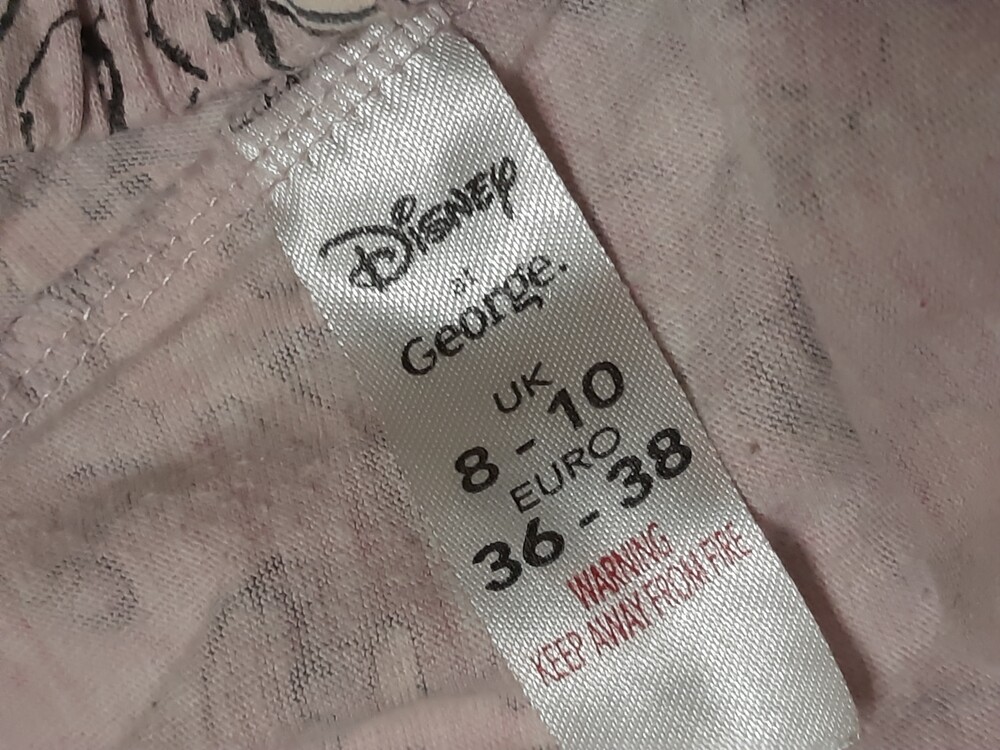 Disney
at
George.
UK
8 - 10
EURO
36 - 38
WARNING
KEEP AWAY FROM FIRE